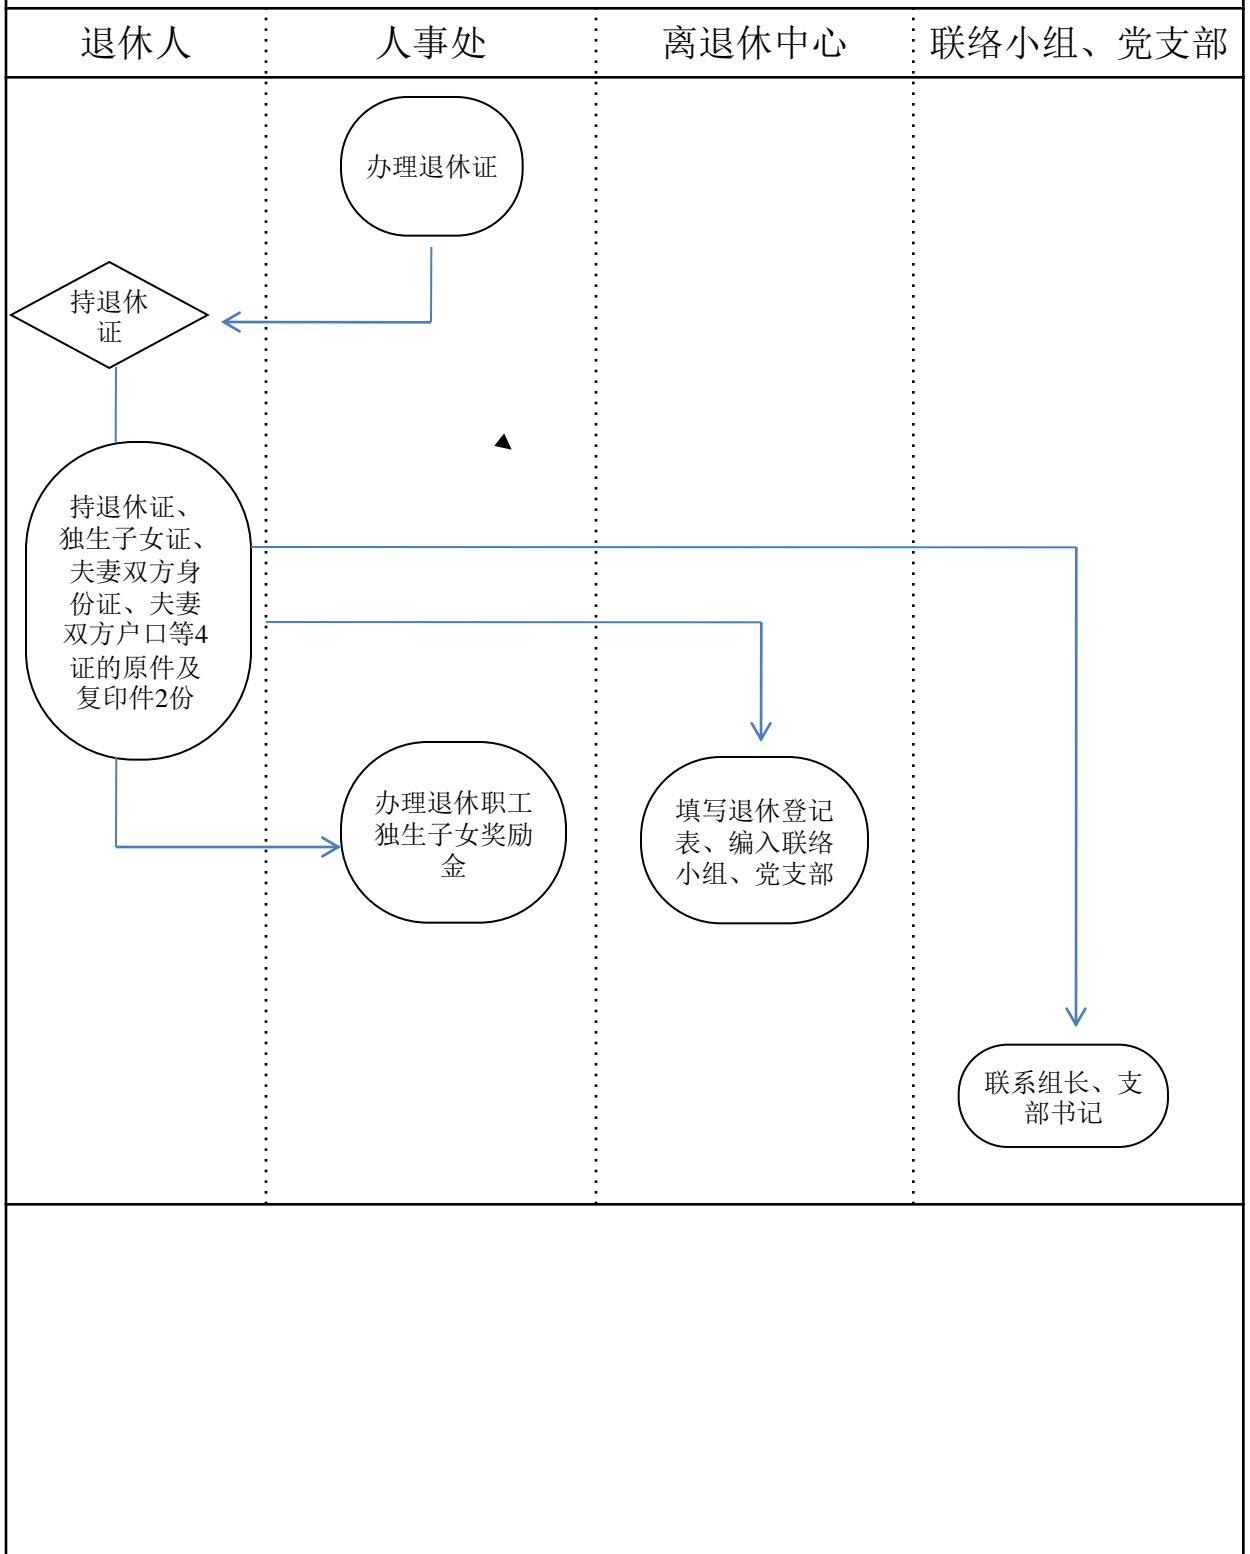 退休人
人事处
离退休中心
联络小组、党支部
办理退休证
持退休
证
持退休证、
独生子女证、
夫妻双方身
份证、夫妻
双方户口等4
证的原件及
复印件2份
办理退休职工
独生子女奖励
金
填写退休登记
表、编入联络
小组、党支部
联系组长、支
部书记